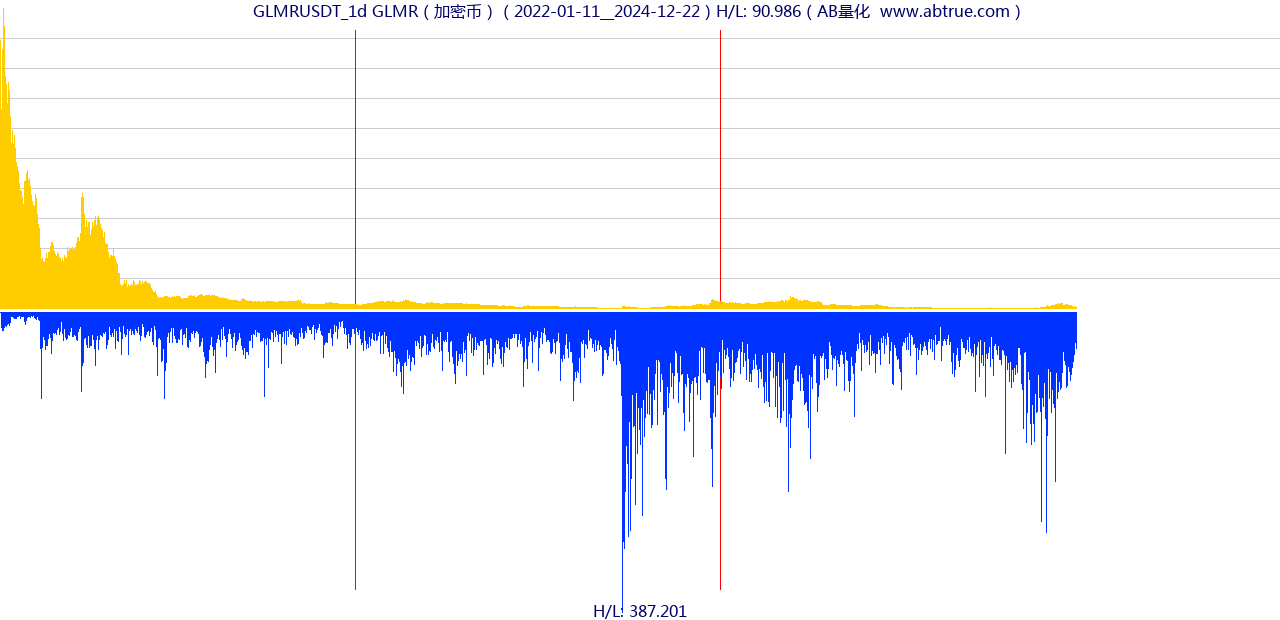 GLMRUSDT_1d GLMR ( 加密币 ) ( 2022-01-11__2024-12-22 ) H/L: 90.986 ( AB量化  www.abtrue.com )
H/L: 387.201